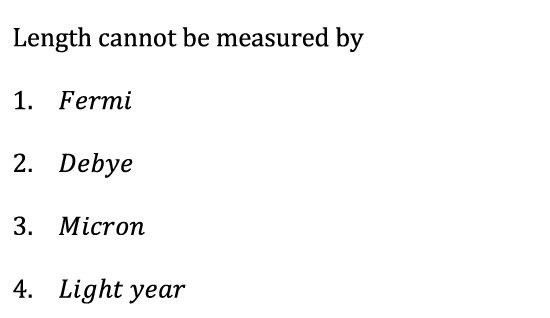 Length cannot be measured by
1. Fermi
2. Debye
3. Micron
4. Light year